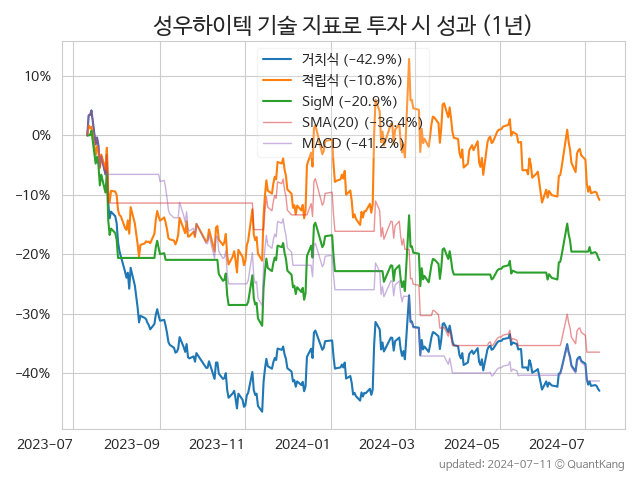 성우하이텍 기술 지표로 투자 시 성과 (1년)
거치식 (−42.9%)
적립식 (−10.8%)
SigM (−20.9%)
SMA(20) (−36.4%)
MACD (−41.2%)
10%
0%
−10%
−20%
−30%
−40%
2023-07 2023-09 2023-11 2024-01 2024-03 2024-05 2024-07
updated: 2024-07-11 © QuantKang